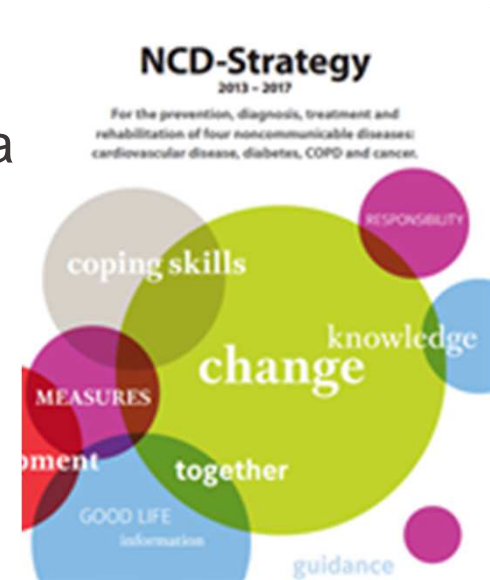 NCD-Strategy
2013 – 2017
For the prevention, diagnosis, treatment and
rehabilitation of four noncommunicable diseases:
cardiovascular disease, diabetes, COPD and cancer.
a
RESPONSIBILITY
coping skills
knowledge
change
MEASURES
pment
together
GOOD LIFE
information
guidance